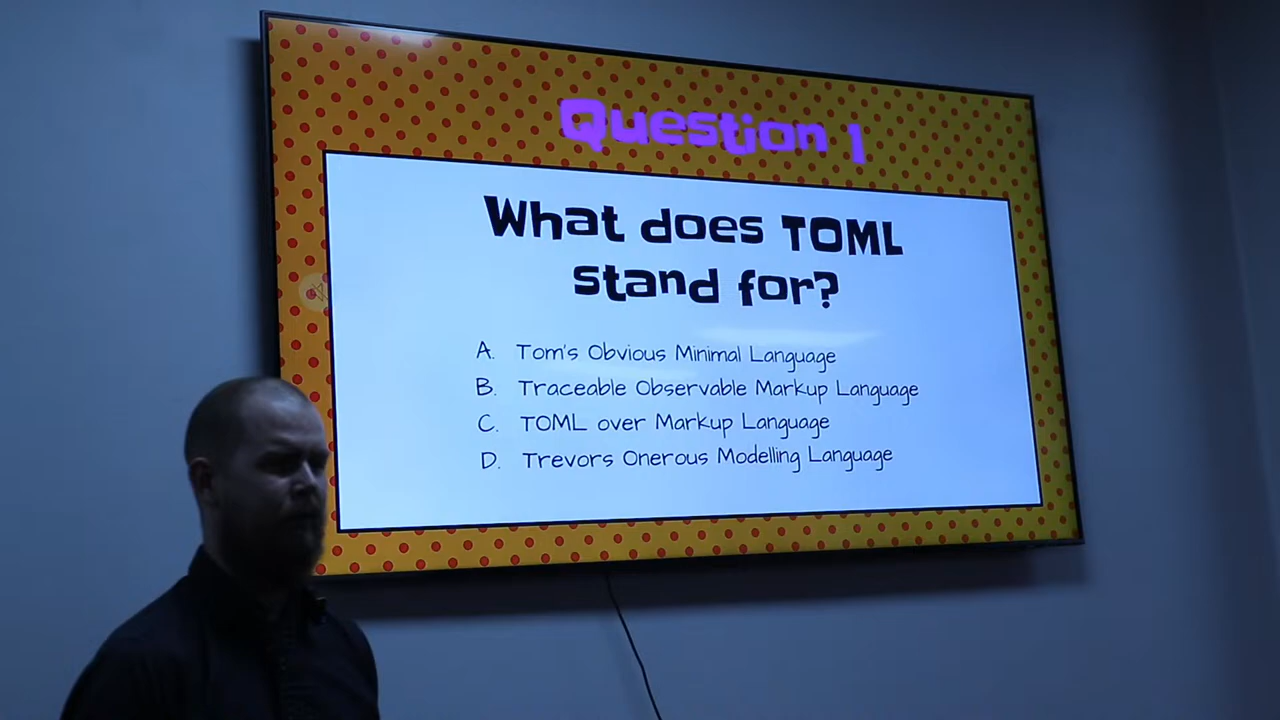 Question 1
What does TOML
stand for?
A. Tom's Obvious Minimal Language
B. Traceable Observable Markup Language
C. TOML over Markup Language
D. Trevors Onerous Modelling Language